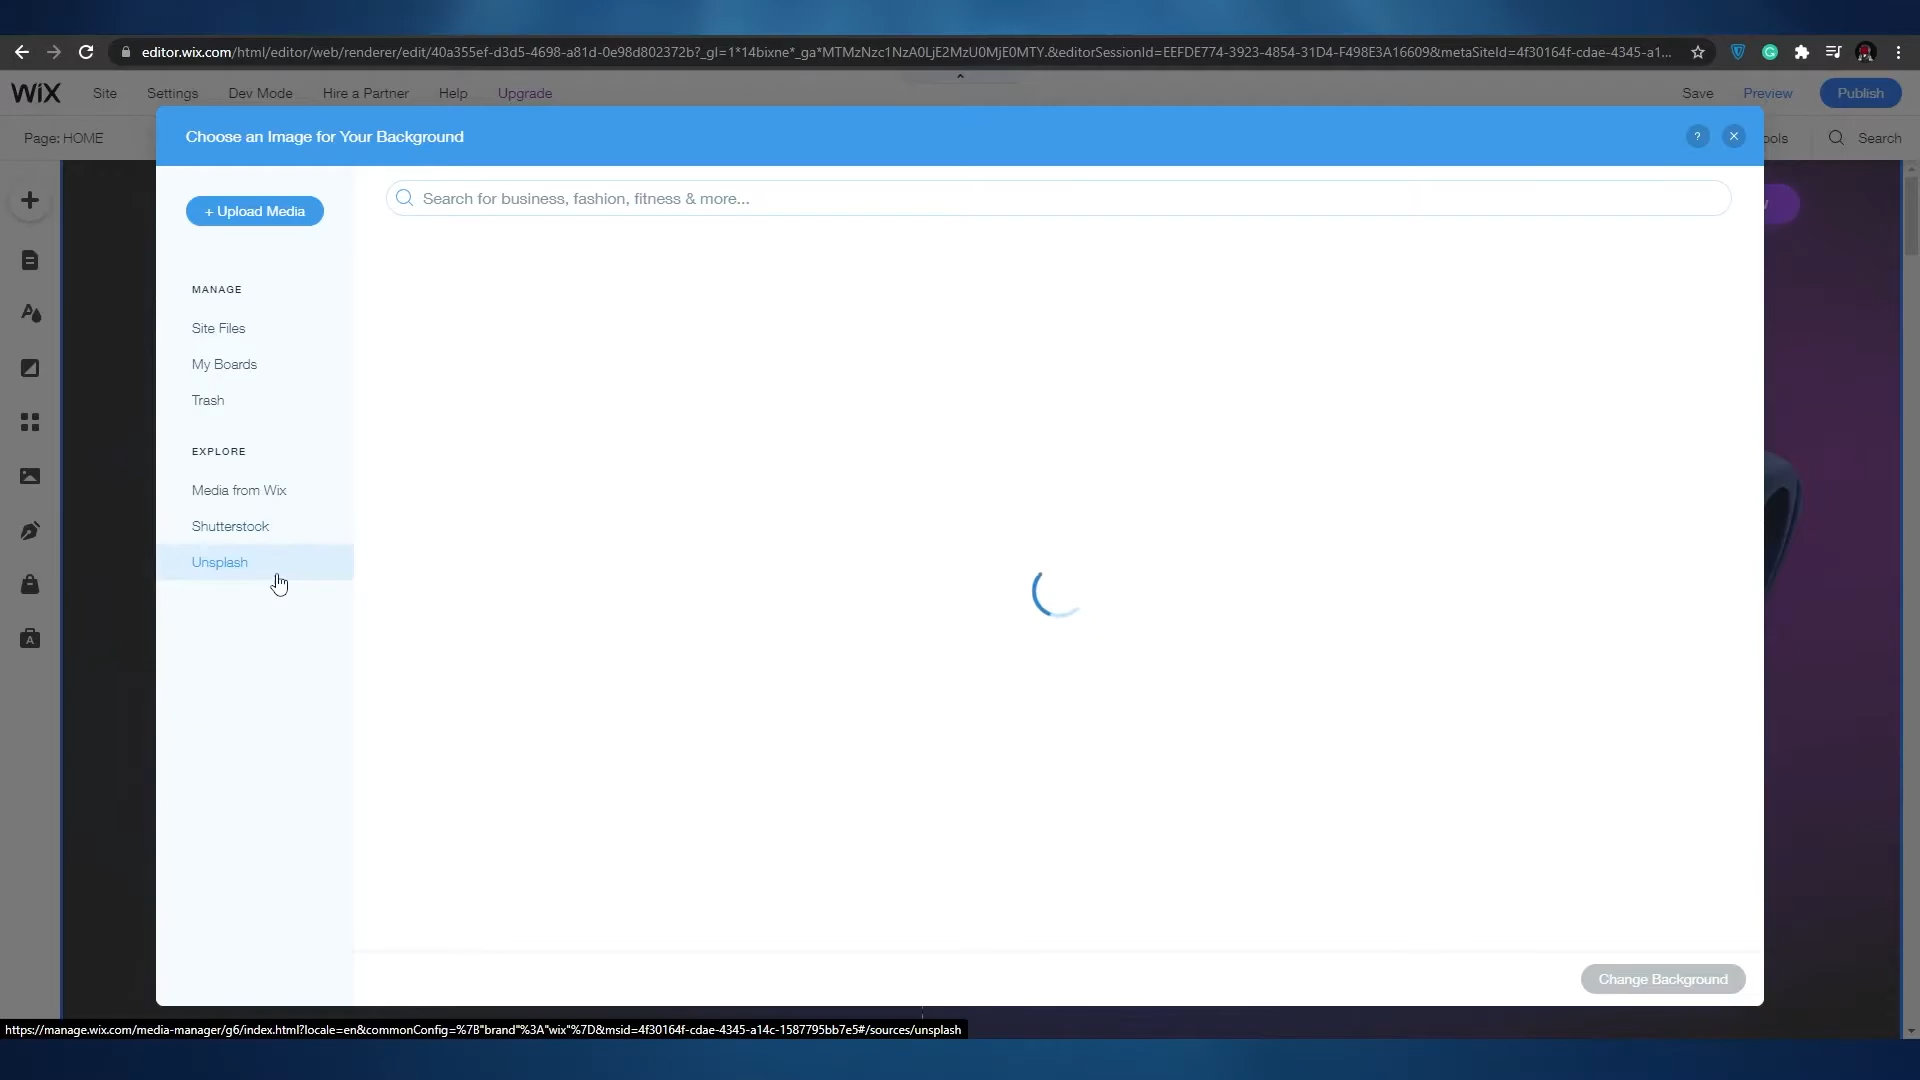 editor.wix.com/html/editor/web/renderer/edit/40a355ef-d3d5-4698-a81d-0e98d802372b?_gl=1*14bixne*_ga*MTMzNzc1NzA0LjE2MzU0MjE0MTY.&editorSessionId=EEFDE774-3923-4854-31D4-F498E3A16609&metaSiteId=4f30164f-cdae-4345-a1...
WiX Site Settings Dev Mode Hire a Partner Help Upgrade Save Preview Publish
Page: HOME
ools Search
Choose an Image for Your Background
?
+ Upload Media
Search for business, fashion, fitness & more...
MANAGE
Site Files
My Boards
Trash
EXPLORE
Media from Wix
Shutterstock
Unsplash
Change Background
https://manage.wix.com/media-manager/g6/index.html?locale=en&commonConfig=%7B"brand"%3A"wix"%7D&msid=4f30164f-cdae-4345-a14c-1587795bb7e5#/sources/unsplash